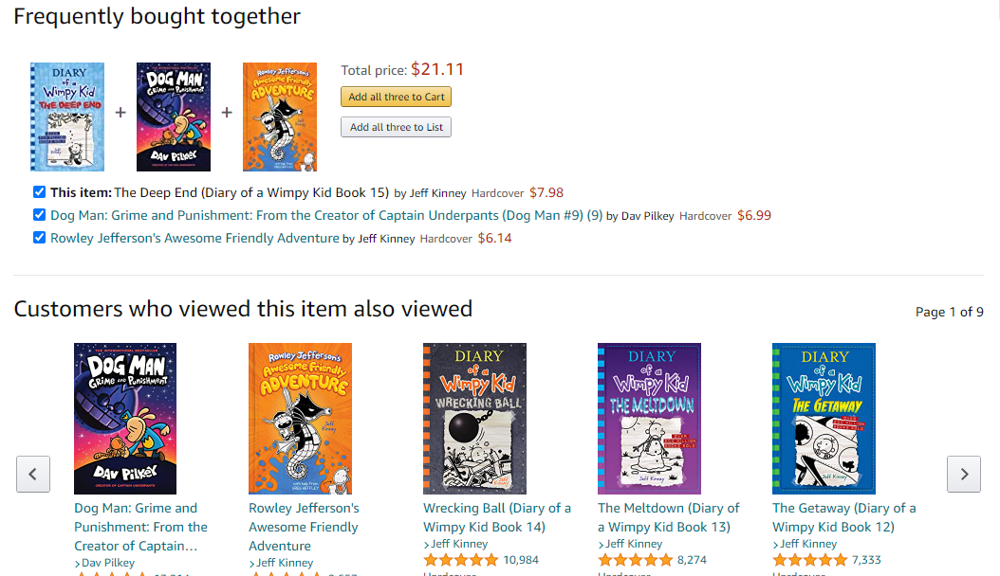 Frequently bought together
DIARY
of a
Wimpy Kid
THE DEEP END
+
DOG MAN
Grime and Punishment
DAV PILKEY
+
Rowley Jefferson's
Awesome Friendly
ADVENTURE
Total price: $21.11
Add all three to Cart
Add all three to List
This item: The Deep End (Diary of a Wimpy Kid Book 15) by Jeff Kinney Hardcover $7.98
Dog Man: Grime and Punishment: From the Creator of Captain Underpants (Dog Man #9) (9) by Dav Pilkey Hardcover $6.99
Rowley Jefferson's Awesome Friendly Adventure by Jeff Kinney Hardcover $6.14
Customers who viewed this item also viewed
Page 1 of 9
THE INTERNATIONAL BESTSELLER
DOG MAN
Grime and Punishment
DAV PILKEY
CREATOR OF CAPTAIN UNDERPANTS
Rowley Jefferson's
Awesome Friendly
ADVENTURE
Jeff
Kinney
DIARY
of a
Wimpy Kid
WRECKING BALL
DIARY
of a
Wimpy Kid
THE MELTDOWN
Jeff Kinney
DIARY
of a
Wimpy Kid
THE GETAWAY
Jeff Kinney
Dog Man: Grime and
Punishment: From the
Creator of Captain…
›Dav Pilkey
Rowley Jefferson's
Awesome Friendly
Adventure
›Jeff Kinney
Wrecking Ball (Diary of a
Wimpy Kid Book 14)
›Jeff Kinney
10,984
The Meltdown (Diary of
a Wimpy Kid Book 13)
›Jeff Kinney
8,274
The Getaway (Diary of a
Wimpy Kid Book 12)
›Jeff Kinney
7,333